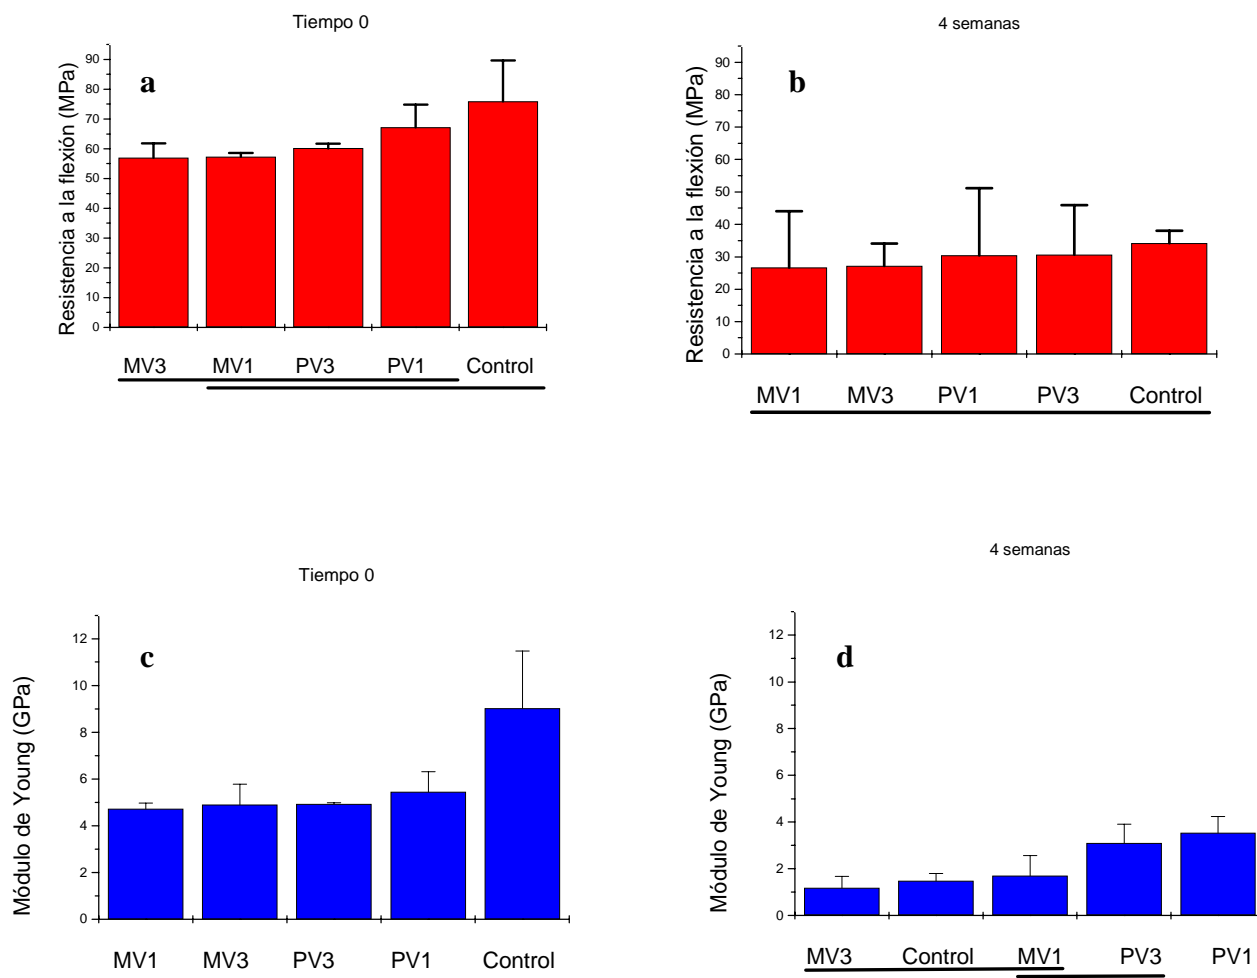 Tiempo 0
a
Resistencia a la flexión (MPa)
90
80
70
60
50
40
30
20
10
0
MV3 MV1 PV3 PV1 Control
4 semanas
b
Resistencia a la flexión (MPa)
90
80
70
60
50
40
30
20
10
0
MV1 MV3 PV1 PV3 Control
Tiempo 0
c
Módulo de Young (GPa)
12
10
8
6
4
2
0
MV1 MV3 PV3 PV1 Control
4 semanas
d
Módulo de Young (GPa)
12
10
8
6
4
2
0
MV3 Control MV1 PV3 PV1